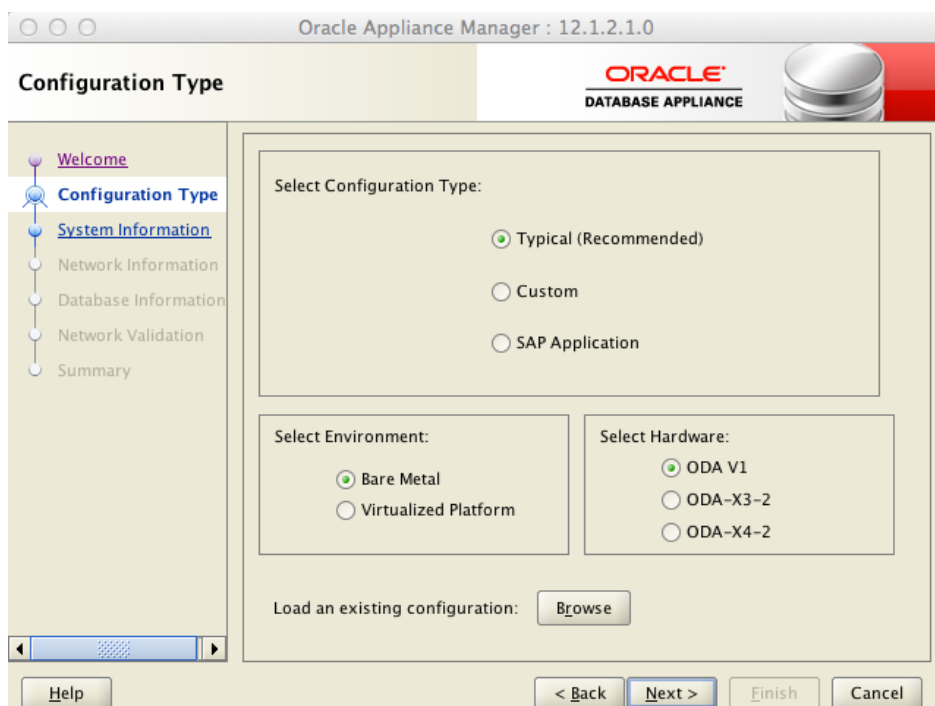 Oracle Appliance Manager : 12.1.2.1.0
Configuration Type
ORACLE
DATABASE APPLIANCE
Welcome
Configuration Type
System Information
Network Information
Database Information
Network Validation
Summary
Select Configuration Type:
Typical (Recommended)
Custom
SAP Application
Select Environment:
Bare Metal
Virtualized Platform
Select Hardware:
ODA V1
ODA-X3-2
ODA-X4-2
Load an existing configuration: Browse
Help < Back Next > Finish Cancel